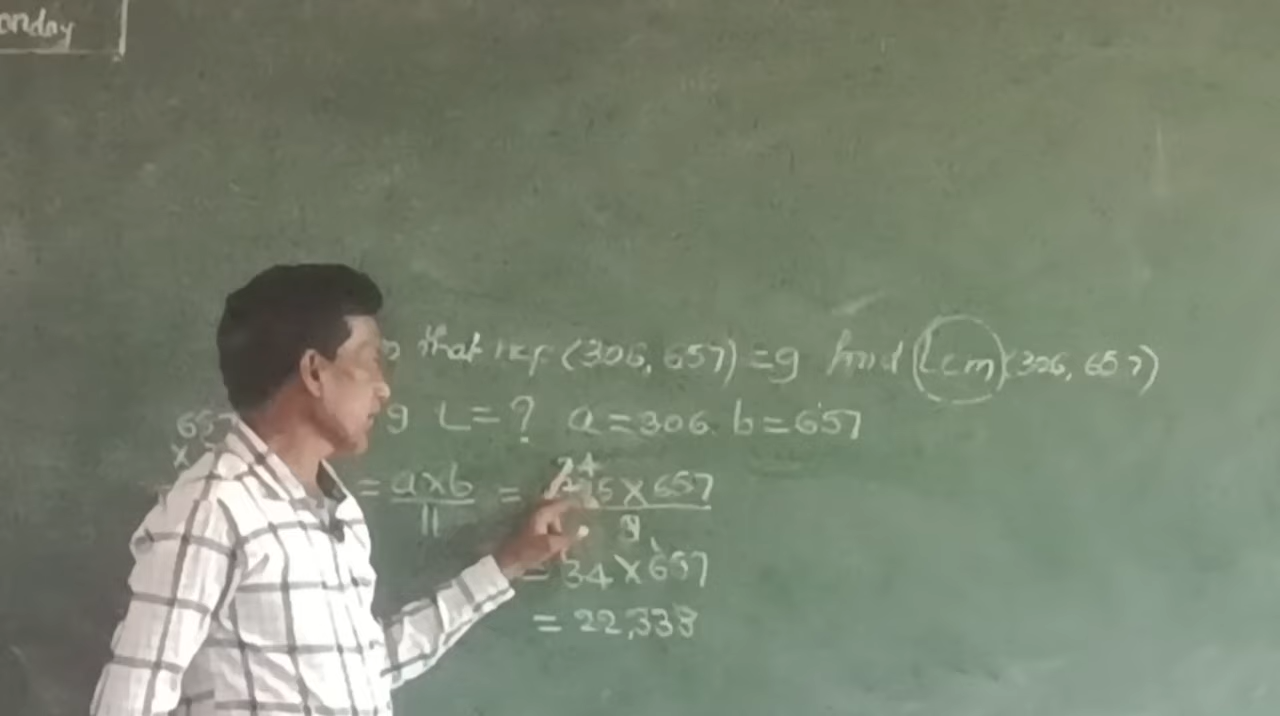 onday
that HCF (306, 657) = 9 find (Lcm) (306, 657)
9 L = ? a = 306. b = 657
657
x
34
= a x b = 306 x 657
H 9
= 34 x 657
= 22,338